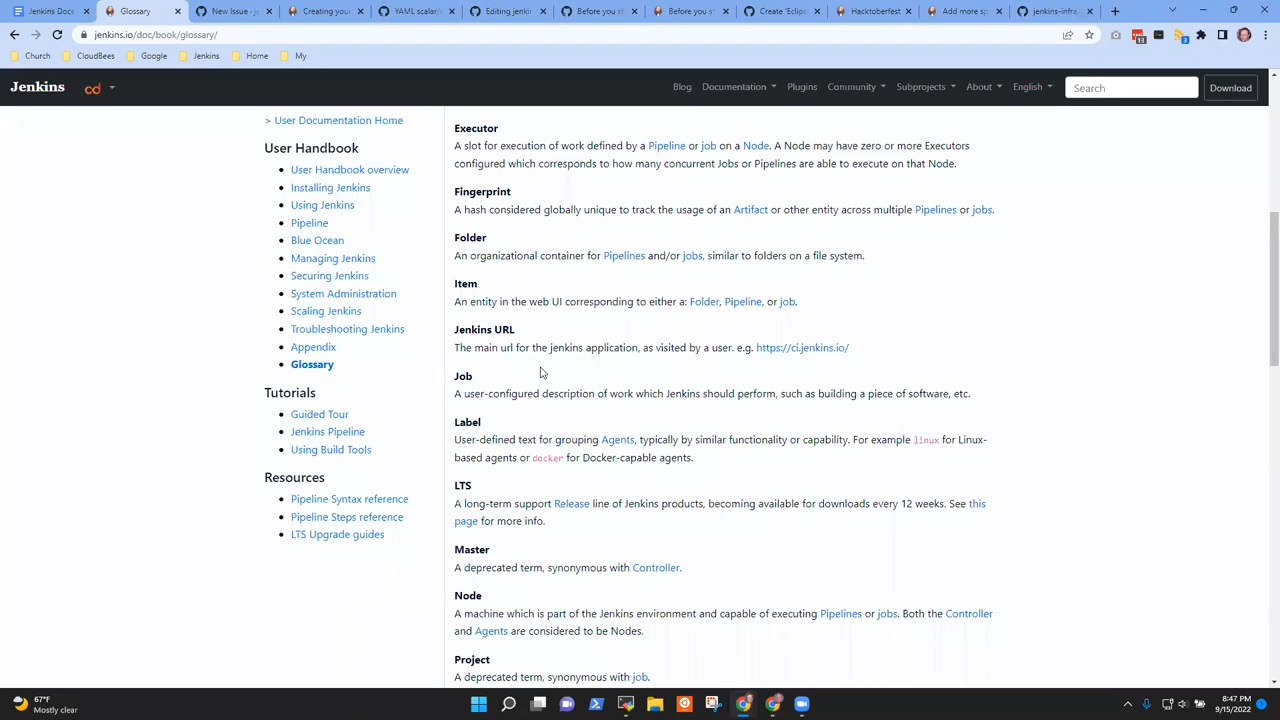 Jenkins Docs
Glossary
New Issue - je
Creating your
YAML scalar/s
Editing jenkin
Before you st
Before you st
Create 'Eclips
Hacktoberfest
Add more sp
jenkins-infra
jenkins.io/doc/book/glossary/
13
3
Church
CloudBees
Google
Jenkins
Home
My
Jenkins
cd
Blog
Documentation
Plugins
Community
Subprojects
About
English
Search
Download
> User Documentation Home
User Handbook
User Handbook overview
Installing Jenkins
Using Jenkins
Pipeline
Blue Ocean
Managing Jenkins
Securing Jenkins
System Administration
Scaling Jenkins
Troubleshooting Jenkins
Appendix
Glossary
Tutorials
Guided Tour
Jenkins Pipeline
Using Build Tools
Resources
Pipeline Syntax reference
Pipeline Steps reference
LTS Upgrade guides
Executor
A slot for execution of work defined by a Pipeline or job on a Node. A Node may have zero or more Executors
configured which corresponds to how many concurrent Jobs or Pipelines are able to execute on that Node.
Fingerprint
A hash considered globally unique to track the usage of an Artifact or other entity across multiple Pipelines or jobs.
Folder
An organizational container for Pipelines and/or jobs, similar to folders on a file system.
Item
An entity in the web UI corresponding to either a: Folder, Pipeline, or job.
Jenkins URL
The main url for the jenkins application, as visited by a user. e.g. https://ci.jenkins.io/
Job
A user-configured description of work which Jenkins should perform, such as building a piece of software, etc.
Label
User-defined text for grouping Agents, typically by similar functionality or capability. For example linux for Linux-
based agents or docker for Docker-capable agents.
LTS
A long-term support Release line of Jenkins products, becoming available for downloads every 12 weeks. See this
page for more info.
Master
A deprecated term, synonymous with Controller.
Node
A machine which is part of the Jenkins environment and capable of executing Pipelines or jobs. Both the Controller
and Agents are considered to be Nodes.
Project
A deprecated term, synonymous with job.
67°F
Mostly clear
8:47 PM
9/15/2022